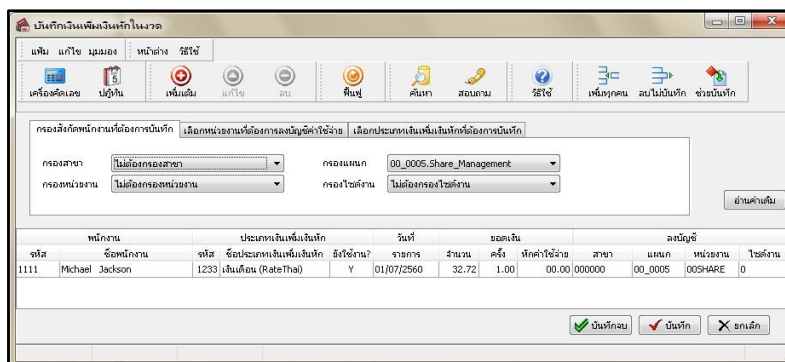 บันทึกเงินเพิ่มเงินหักในงวด
แฟ้ม แก้ไข มุมมอง หน้าต่าง วิธีใช้
เครื่องคิดเลข ปฏิทิน เพิ่มเติม แก้ไข ลบ ฟื้นฟู ค้นหา สอบถาม วิธีใช้ เพิ่มทุกคน ลบไม่บันทึก ช่วยบันทึก
กรองสังกัดพนักงานที่ต้องการบันทึก เลือกหน่วยงานที่ต้องการลงบัญชีค่าใช้จ่าย เลือกประเภทเงินเพิ่มเงินหักที่ต้องการบันทึก
กรองสาขา ไม่ต้องกรองสาขา กรองแผนก 00_0005.Share_Management
กรองหน่วยงาน ไม่ต้องกรองหน่วยงาน กรองไซต์งาน ไม่ต้องกรองไซต์งาน
อ่านค่าเดิม
พนักงาน ประเภทเงินเพิ่มเงินหัก วันที่ ยอดเงิน ลงบัญชี
รหัส ชื่อพนักงาน รหัส ชื่อประเภทเงินเพิ่มเงินหัก ยังใช้งาน? รายการ จำนวน ครั้ง หักค่าใช้จ่าย สาขา แผนก หน่วยงาน ไซต์งาน
1111 Michael Jackson 1233 เงินเดือน (RateThai) Y 01/07/2560 32.72 1.00 00.00 000000 00_0005 00SHARE 0
บันทึกจบ บันทึก ยกเลิก